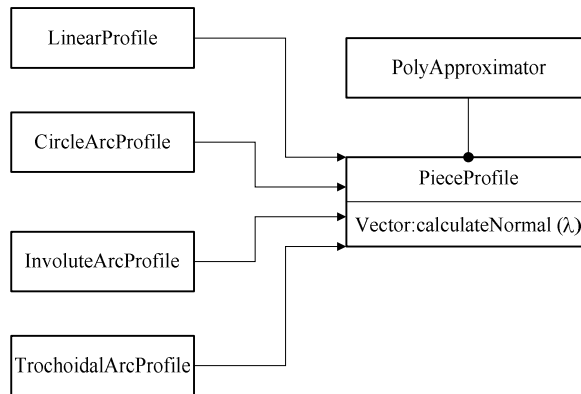 LinearProfile
PolyApproximator
CircleArcProfile
PieceProfile
Vector:calculateNormal (λ)
InvoluteArcProfile
TrochoidalArcProfile